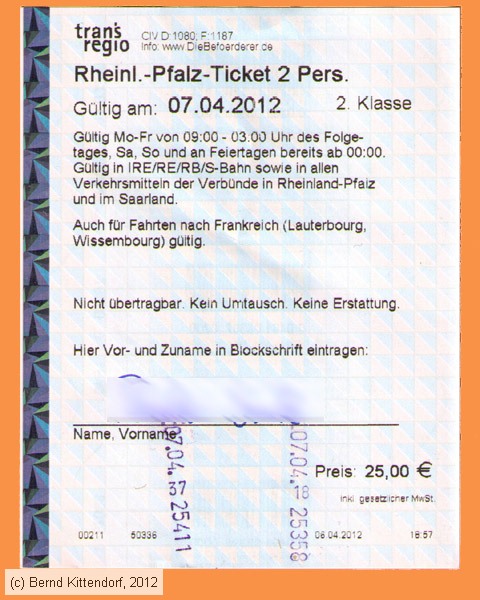 trans regio
CIV D:1080; F:1187
Info: www.DieBefoerderer.de
Rheinl.-Pfalz-Ticket 2 Pers.
Gültig am: 07.04.2012 2. Klasse
Gültig Mo-Fr von 09:00 - 03:00 Uhr des Folge-
tages, Sa, So und an Feiertagen bereits ab 00:00.
Gültig in IRE/RE/RB/S-Bahn sowie in allen
Verkehrsmitteln der Verbünde in Rheinland-Pfalz
und im Saarland.
Auch für Fahrten nach Frankreich (Lauterbourg,
Wissembourg) gültig.
Nicht übertragbar. Kein Umtausch. Keine Erstattung.
Hier Vor- und Zuname in Blockschrift eintragen:
Name, Vorname
07.04. 37 25411
07.04. 18 25358
Preis: 25,00 €
inkl. gesetzlicher MwSt.
00211 50336 06.04.2012 18:57
(c) Bernd Kittendorf, 2012